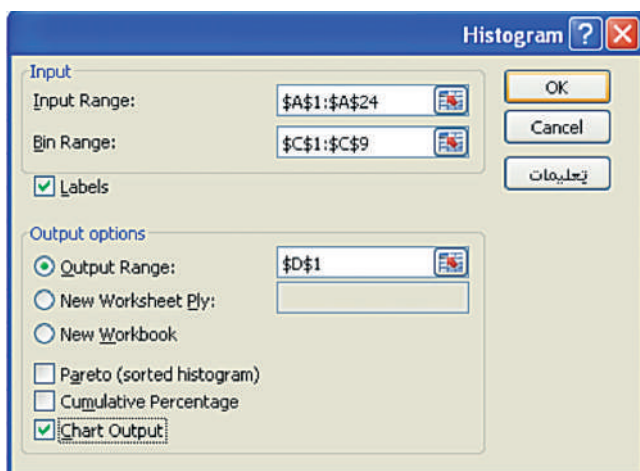 Histogram
Input
Input Range: $A$1:$A$24
Bin Range: $C$1:$C$9
Labels
OK
Cancel
تعليمات
Output options
Output Range: $D$1
New Worksheet Ply:
New Workbook
Pareto (sorted histogram)
Cumulative Percentage
Chart Output